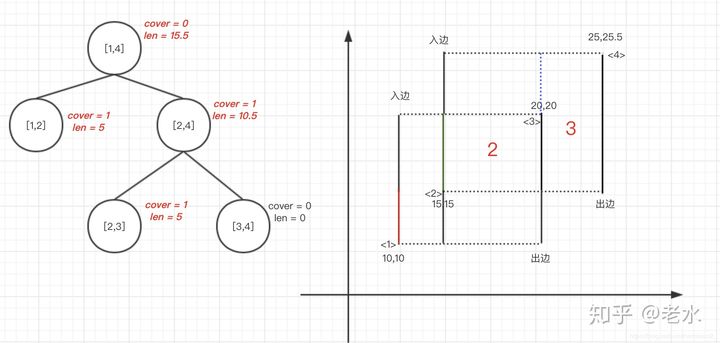 cover = 0
len = 15.5
[1,4]
cover = 1
len = 5
[1,2]
cover = 1
len = 10.5
[2,4]
cover = 1
len = 5
[2,3]
cover = 0
len = 0
[3,4]
入边
25,25.5
<4>
入边
20,20
<3>
2
3
<2>
15,15
出边
<1>
10,10
出边
知乎 @老水